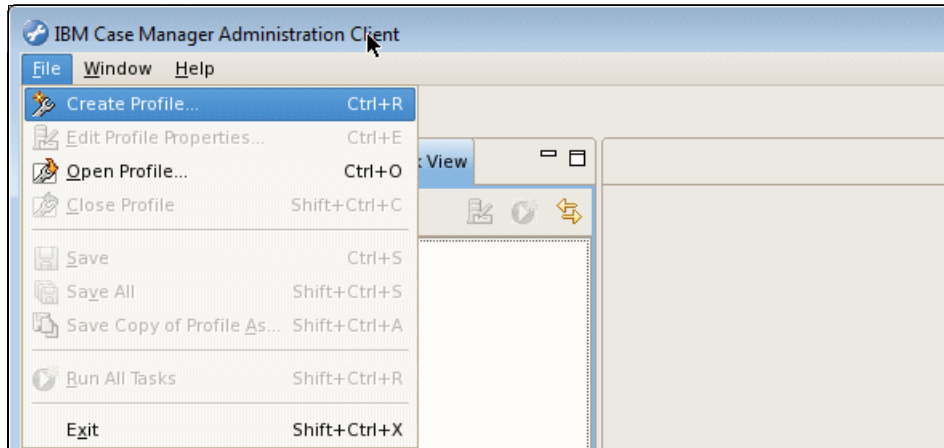 IBM Case Manager Administration Client
File Window Help
Create Profile... Ctrl+R
Edit Profile Properties... Ctrl+E
Open Profile... Ctrl+O
Close Profile Shift+Ctrl+C
Save Ctrl+S
Save All Shift+Ctrl+S
Save Copy of Profile As... Shift+Ctrl+A
Run All Tasks Shift+Ctrl+R
Exit Shift+Ctrl+X
View